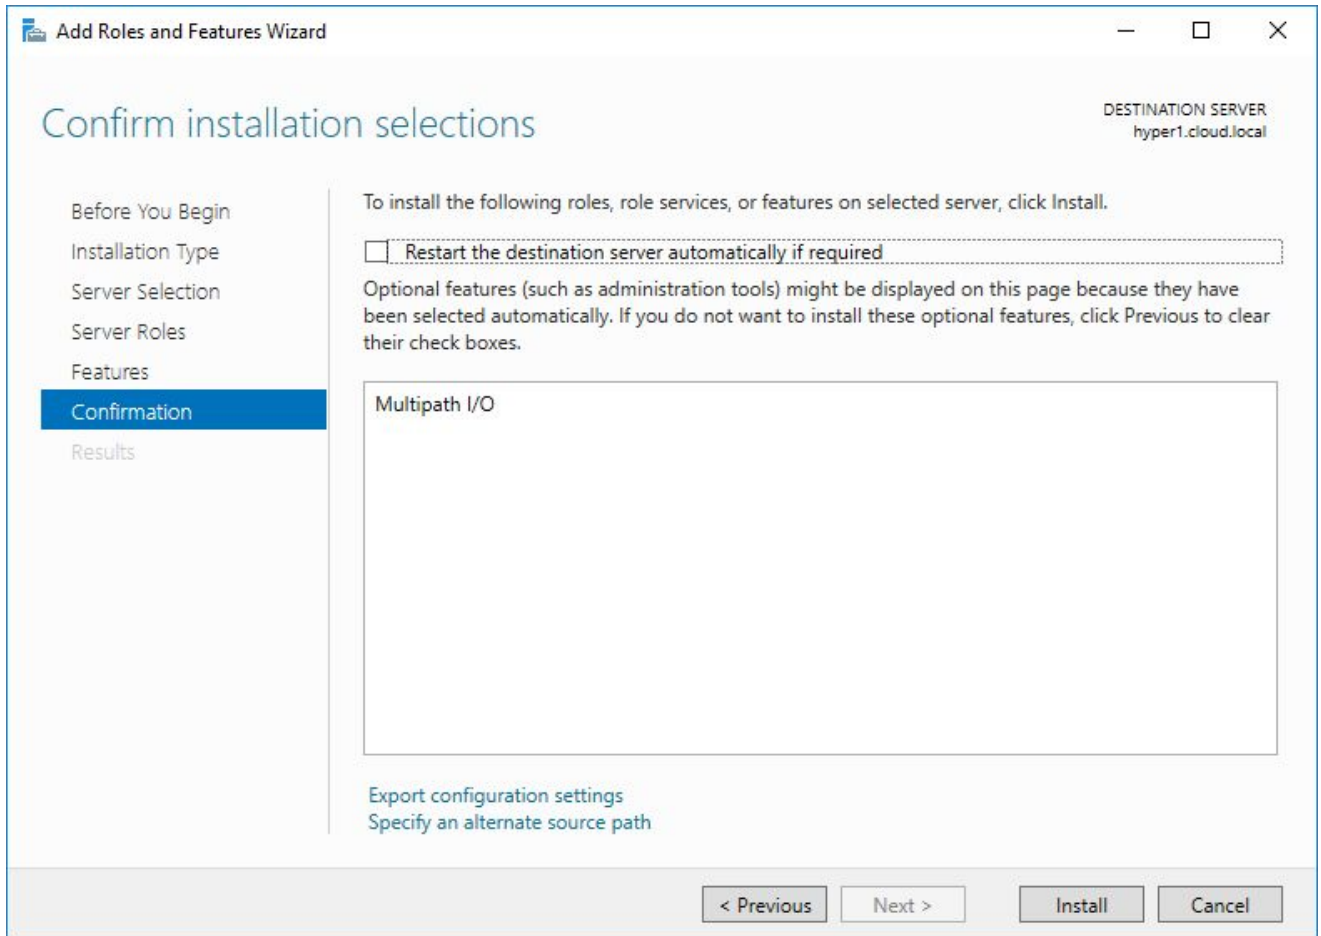 Add Roles and Features Wizard
Confirm installation selections
DESTINATION SERVER
hyper1.cloud.local
Before You Begin
Installation Type
Server Selection
Server Roles
Features
Confirmation
Results
To install the following roles, role services, or features on selected server, click Install.
Restart the destination server automatically if required
Optional features (such as administration tools) might be displayed on this page because they have
been selected automatically. If you do not want to install these optional features, click Previous to clear
their check boxes.
Multipath I/O
Export configuration settings
Specify an alternate source path
< Previous
Next >
Install
Cancel